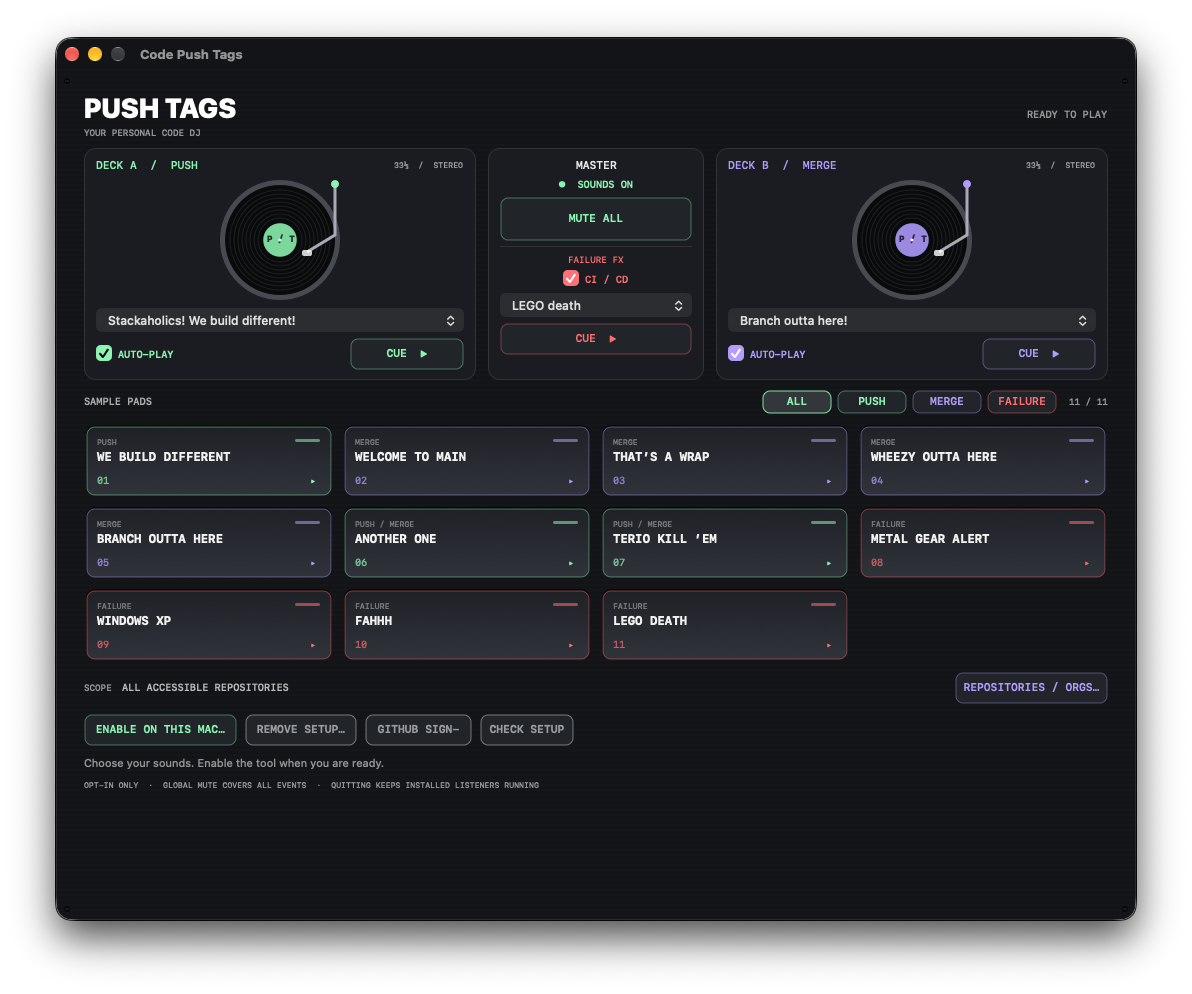 Code Push Tags
PUSH TAGS
READY TO PLAY
YOUR PERSONAL CODE DJ
DECK A / PUSH
33⅓ / STEREO
P T
Stackaholics! We build different!
AUTO-PLAY
CUE ▶
MASTER
● SOUNDS ON
MUTE ALL
FAILURE FX
CI / CD
LEGO death
CUE ▶
DECK B / MERGE
33⅓ / STEREO
P T
Branch outta here!
AUTO-PLAY
CUE ▶
SAMPLE PADS
ALL
PUSH
MERGE
FAILURE
11 / 11
PUSH
WE BUILD DIFFERENT
01
MERGE
WELCOME TO MAIN
02
MERGE
THAT’S A WRAP
03
MERGE
WHEEZY OUTTA HERE
04
MERGE
BRANCH OUTTA HERE
05
PUSH / MERGE
ANOTHER ONE
06
PUSH / MERGE
TERIO KILL ’EM
07
FAILURE
METAL GEAR ALERT
08
FAILURE
WINDOWS XP
09
FAILURE
FAHHH
10
FAILURE
LEGO DEATH
11
SCOPE ALL ACCESSIBLE REPOSITORIES
REPOSITORIES / ORGS…
ENABLE ON THIS MAC…
REMOVE SETUP…
GITHUB SIGN-
CHECK SETUP
Choose your sounds. Enable the tool when you are ready.
OPT-IN ONLY · GLOBAL MUTE COVERS ALL EVENTS · QUITTING KEEPS INSTALLED LISTENERS RUNNING